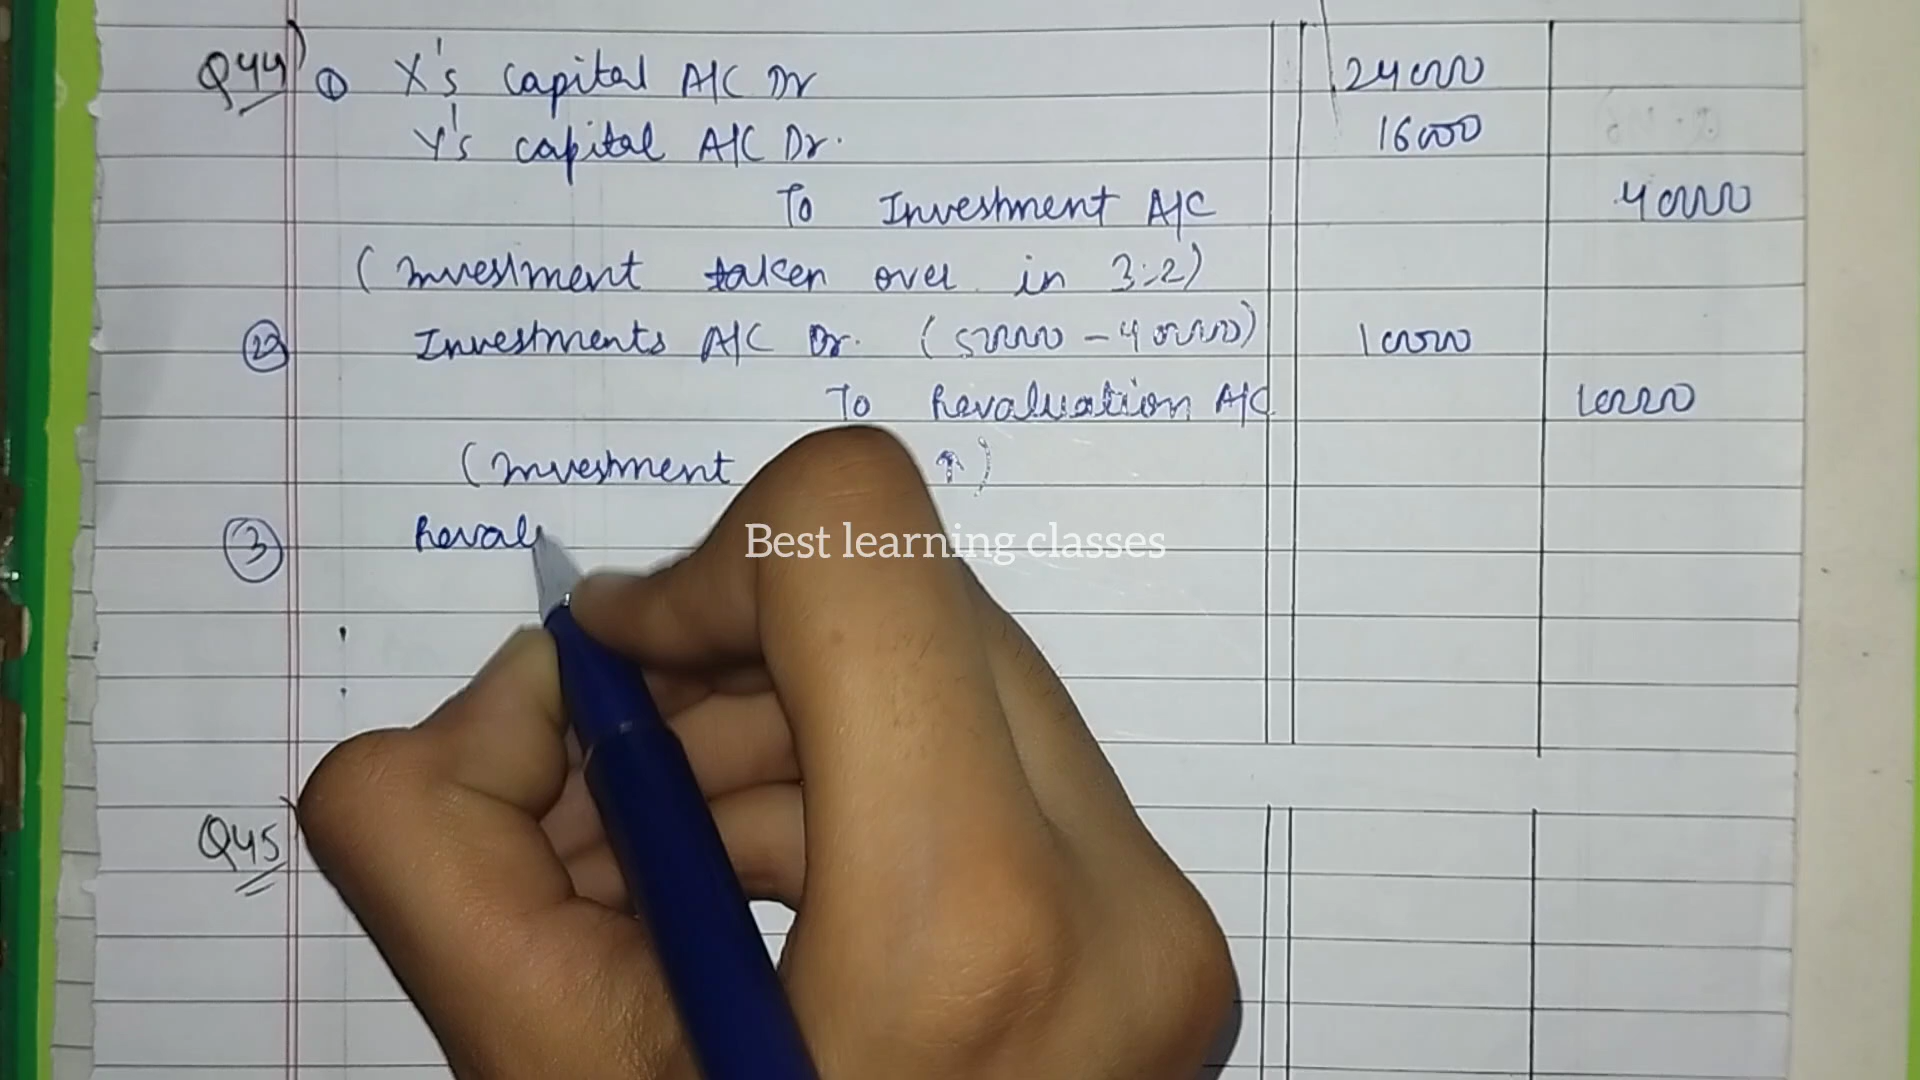 Q44) ① X's Capital A/C Dr 24000
Y's capital A/C Dr. 16000
To Investment A/C 40000
(Investment taken over in 3:2)
② Investments A/C Dr. (50000 - 40000) 10000
To Revaluation A/C 10000
(Investment ↑)
③ Reval
Best learning classes
Q45